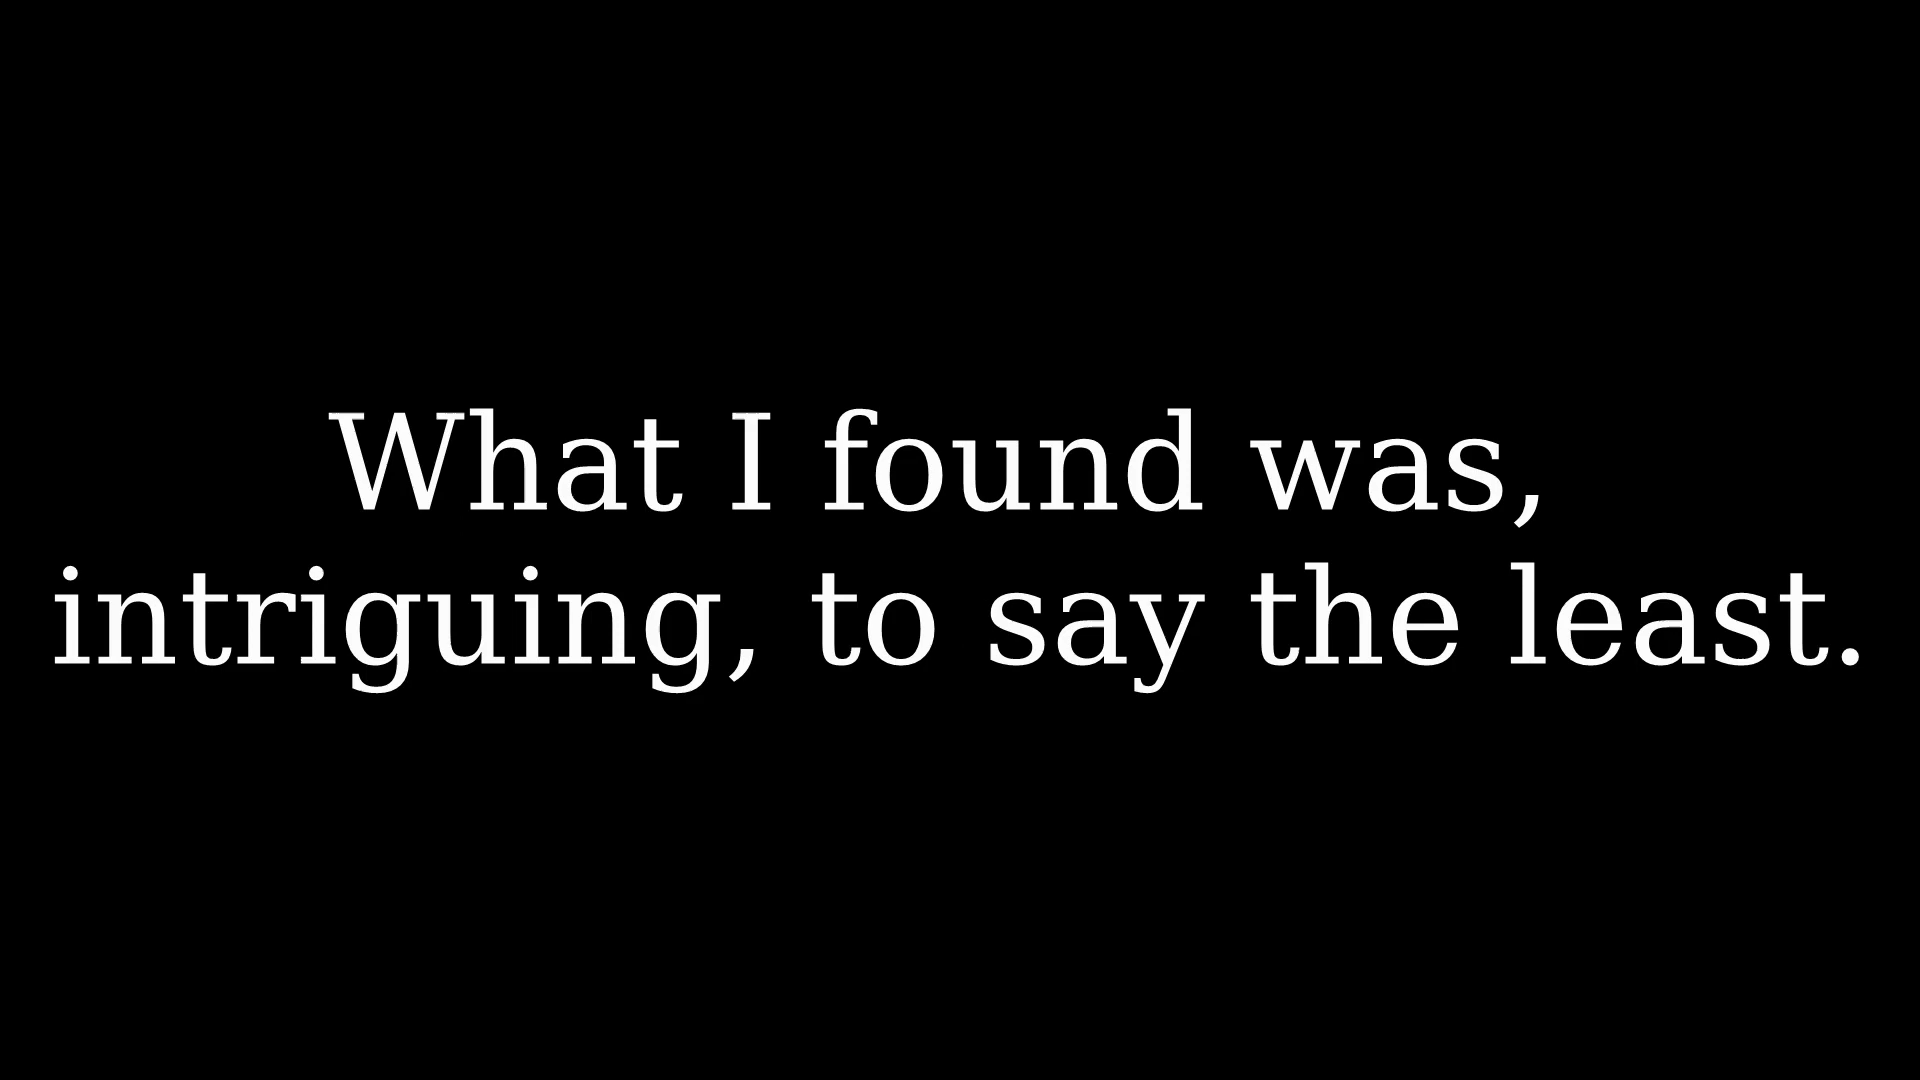 What I found was,
intriguing, to say the least.